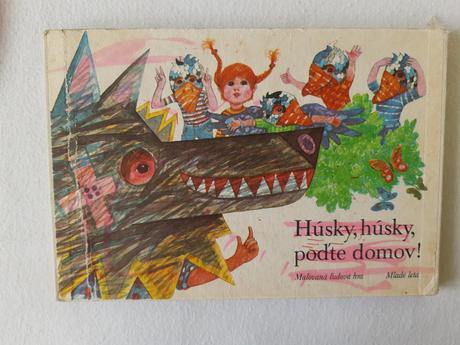 Húsky, húsky,
poďte domov!
Maľovaná ľudová hra Mladé letá